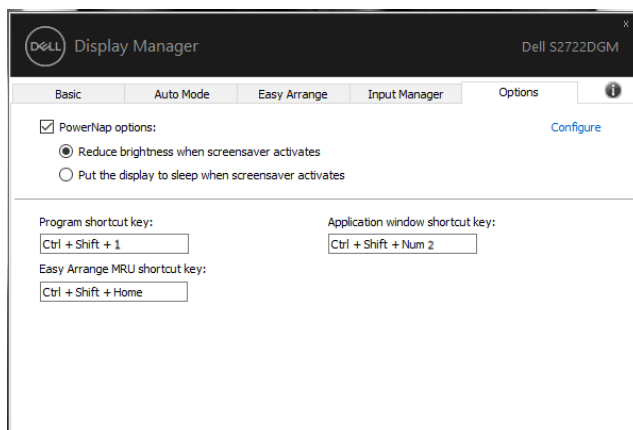 x
DELL Display Manager Dell S2722DGM
Basic Auto Mode Easy Arrange Input Manager Options i
PowerNap options: Configure
Reduce brightness when screensaver activates
Put the display to sleep when screensaver activates
Program shortcut key: Application window shortcut key:
Ctrl + Shift + 1 Ctrl + Shift + Num 2
Easy Arrange MRU shortcut key:
Ctrl + Shift + Home